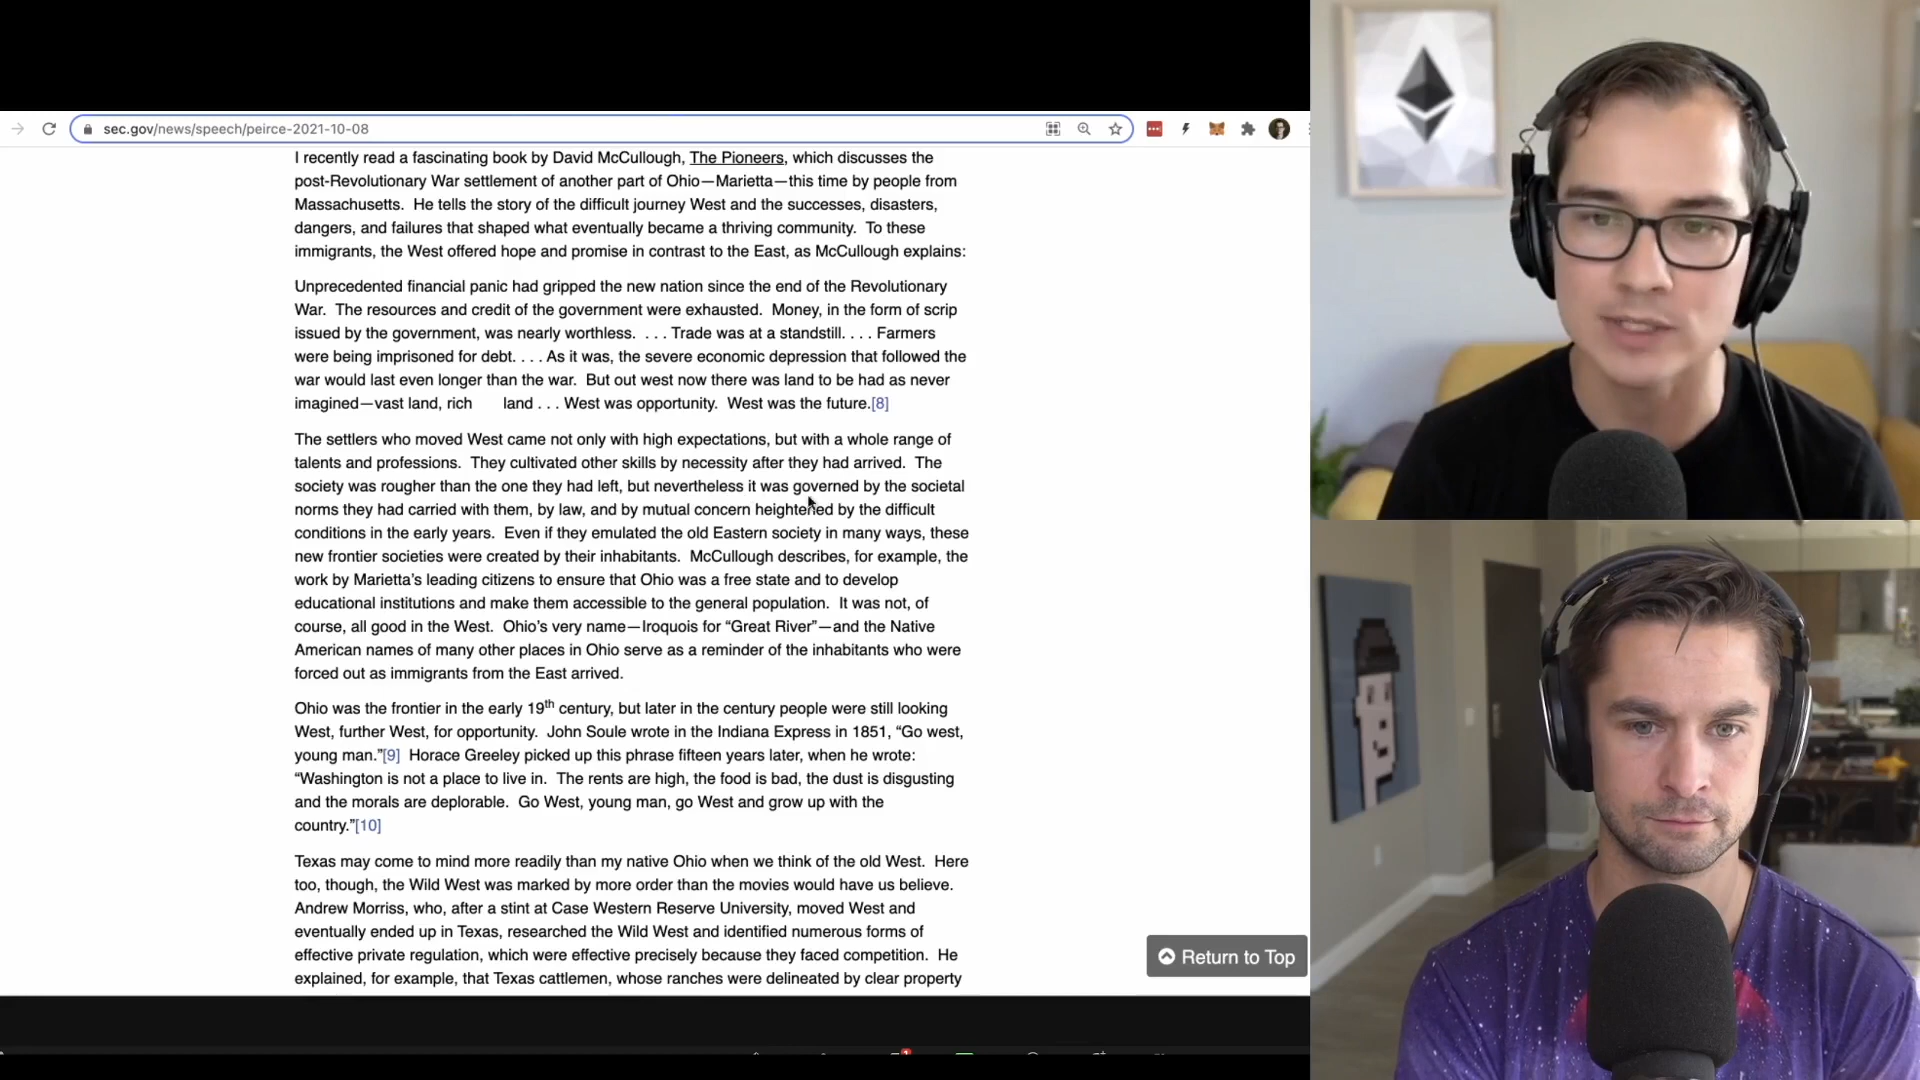 sec.gov/news/speech/peirce-2021-10-08
I recently read a fascinating book by David McCullough, The Pioneers, which discusses the
post-Revolutionary War settlement of another part of Ohio—Marietta—this time by people from
Massachusetts.  He tells the story of the difficult journey West and the successes, disasters,
dangers, and failures that shaped what eventually became a thriving community.  To these
immigrants, the West offered hope and promise in contrast to the East, as McCullough explains:
Unprecedented financial panic had gripped the new nation since the end of the Revolutionary
War.  The resources and credit of the government were exhausted.  Money, in the form of scrip
issued by the government, was nearly worthless.  . . . Trade was at a standstill. . . . Farmers
were being imprisoned for debt. . . . As it was, the severe economic depression that followed the
war would last even longer than the war.  But out west now there was land to be had as never
imagined—vast land, rich land . . . West was opportunity.  West was the future.[8]
The settlers who moved West came not only with high expectations, but with a whole range of
talents and professions.  They cultivated other skills by necessity after they had arrived.  The
society was rougher than the one they had left, but nevertheless it was governed by the societal
norms they had carried with them, by law, and by mutual concern heightened by the difficult
conditions in the early years.  Even if they emulated the old Eastern society in many ways, these
new frontier societies were created by their inhabitants.  McCullough describes, for example, the
work by Marietta's leading citizens to ensure that Ohio was a free state and to develop
educational institutions and make them accessible to the general population.  It was not, of
course, all good in the West.  Ohio's very name—Iroquois for “Great River”—and the Native
American names of many other places in Ohio serve as a reminder of the inhabitants who were
forced out as immigrants from the East arrived.
Ohio was the frontier in the early 19th century, but later in the century people were still looking
West, further West, for opportunity.  John Soule wrote in the Indiana Express in 1851, “Go west,
young man.”[9]  Horace Greeley picked up this phrase fifteen years later, when he wrote:
“Washington is not a place to live in.  The rents are high, the food is bad, the dust is disgusting
and the morals are deplorable.  Go West, young man, go West and grow up with the
country.”[10]
Texas may come to mind more readily than my native Ohio when we think of the old West.  Here
too, though, the Wild West was marked by more order than the movies would have us believe.
Andrew Morriss, who, after a stint at Case Western Reserve University, moved West and
eventually ended up in Texas, researched the Wild West and identified numerous forms of
effective private regulation, which were effective precisely because they faced competition.  He
explained, for example, that Texas cattlemen, whose ranches were delineated by clear property
Return to Top